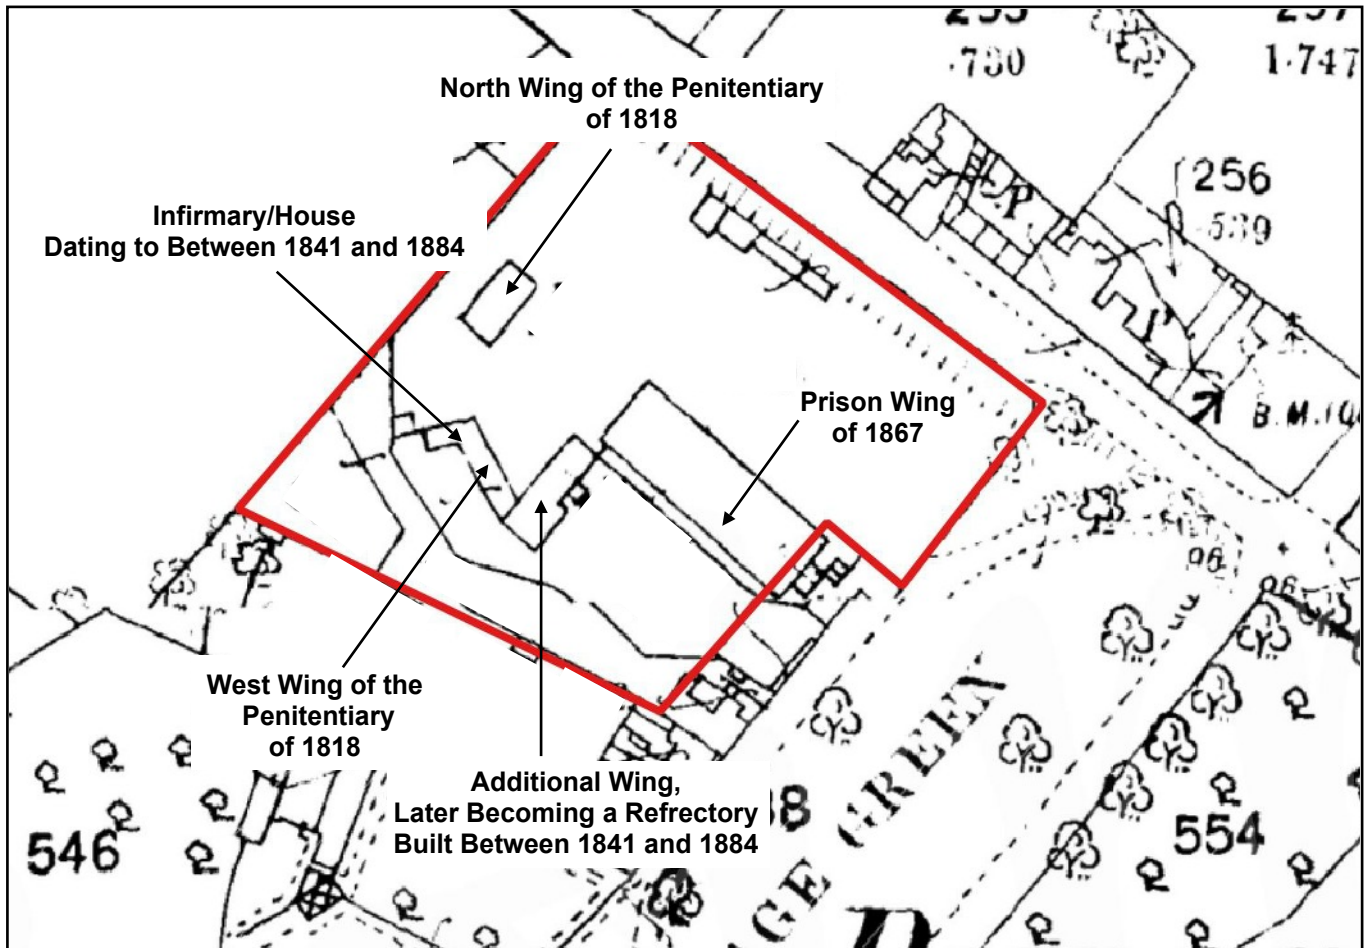 .730
1.747
North Wing of the Penitentiary
of 1818
256
.539
Infirmary/House
Dating to Between 1841 and 1884
P
P
Prison Wing
of 1867
B.M.
West Wing of the
Penitentiary
of 1818
Additional Wing,
Later Becoming a Refrectory
Built Between 1841 and 1884
546
GE GREEN
554